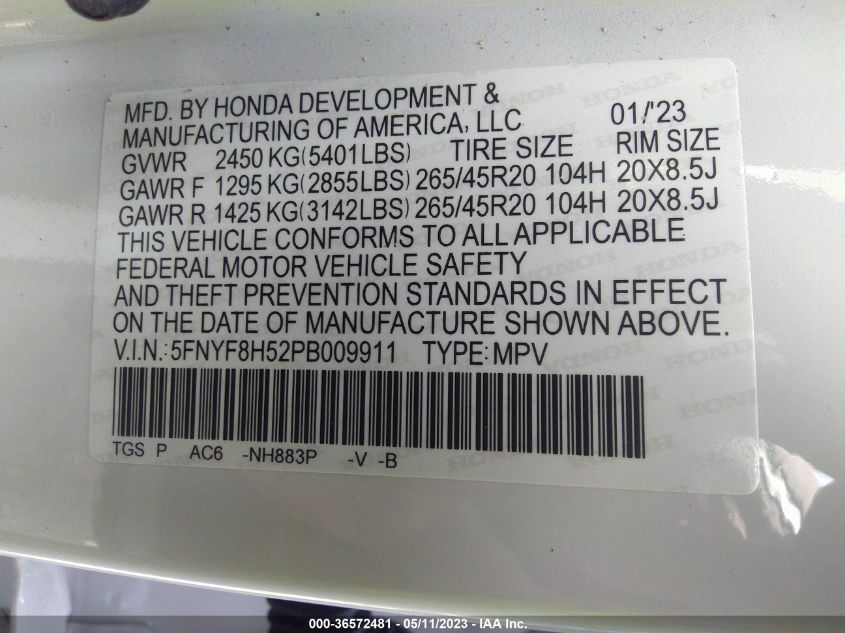 MFD. BY HONDA DEVELOPMENT &
MANUFACTURING OF AMERICA, LLC 01/'23
GVWR 2450 KG(5401LBS) TIRE SIZE RIM SIZE
GAWR F 1295 KG(2855LBS) 265/45R20 104H 20X8.5J
GAWR R 1425 KG(3142LBS) 265/45R20 104H 20X8.5J
THIS VEHICLE CONFORMS TO ALL APPLICABLE
FEDERAL MOTOR VEHICLE SAFETY
AND THEFT PREVENTION STANDARDS IN EFFECT
ON THE DATE OF MANUFACTURE SHOWN ABOVE.
V.I.N.:5FNYF8H52PB009911 TYPE:MPV
TGS P AC6 -NH883P -V -B
000-36572481 - 05/11/2023 - IAA Inc.